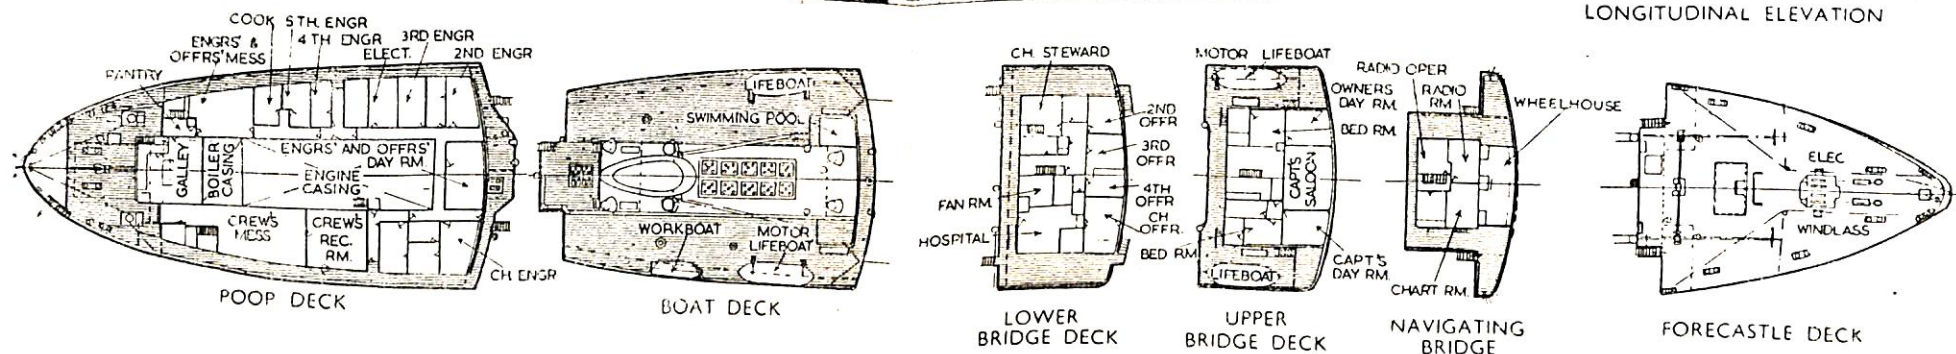 LONGITUDINAL ELEVATION
COOK
5TH. ENGR
ENGRS' &
OFFRS' MESS
4TH ENGR
3RD ENGR
ELECT.
2ND ENGR
PANTRY
GALLEY
BOILER
CASING
ENGRS' AND OFFRS'
DAY RM.
ENGINE
CASING
CREW'S
MESS
CREW'S
REC.
RM.
CH. ENGR
POOP DECK
LIFEBOAT
SWIMMING POOL
WORKBOAT
MOTOR
LIFEBOAT
BOAT DECK
CH. STEWARD
2ND
OFFR
3RD
OFFR
4TH
OFFR
CH
OFFR.
FAN RM.
HOSPITAL
LOWER
BRIDGE DECK
MOTOR LIFEBOAT
OWNERS
DAY RM.
BED RM.
CAPT'S
SALOON
BED RM
CAPT'S
DAY RM.
LIFEBOAT
UPPER
BRIDGE DECK
RADIO OPER
RADIO
RM
WHEELHOUSE
CHART RM.
NAVIGATING
BRIDGE
ELEC
WINDLASS
FORECASTLE DECK